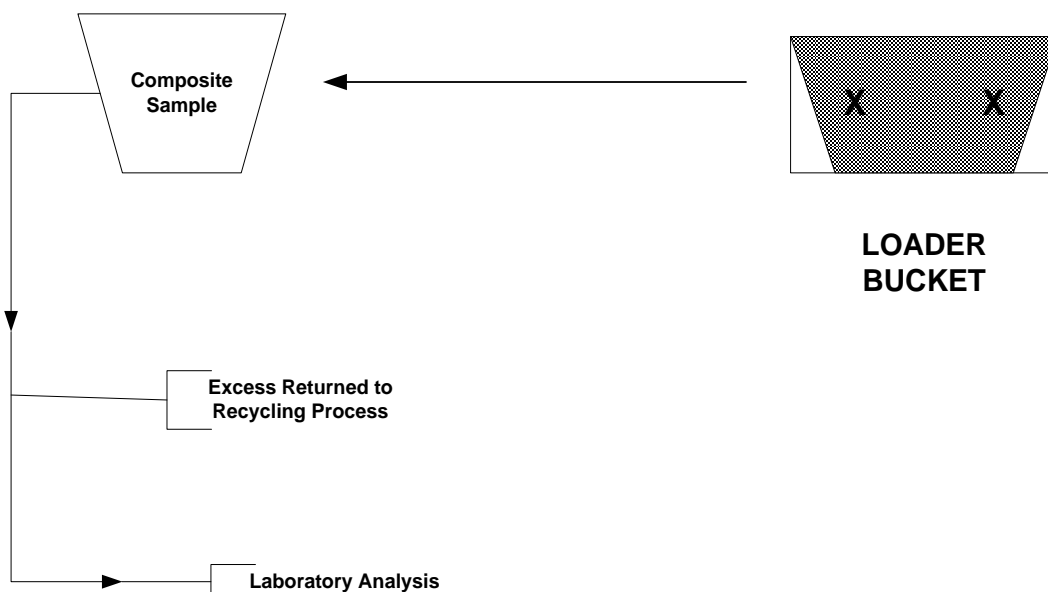 Composite
Sample
X X
LOADER
BUCKET
Excess Returned to
Recycling Process
Laboratory Analysis